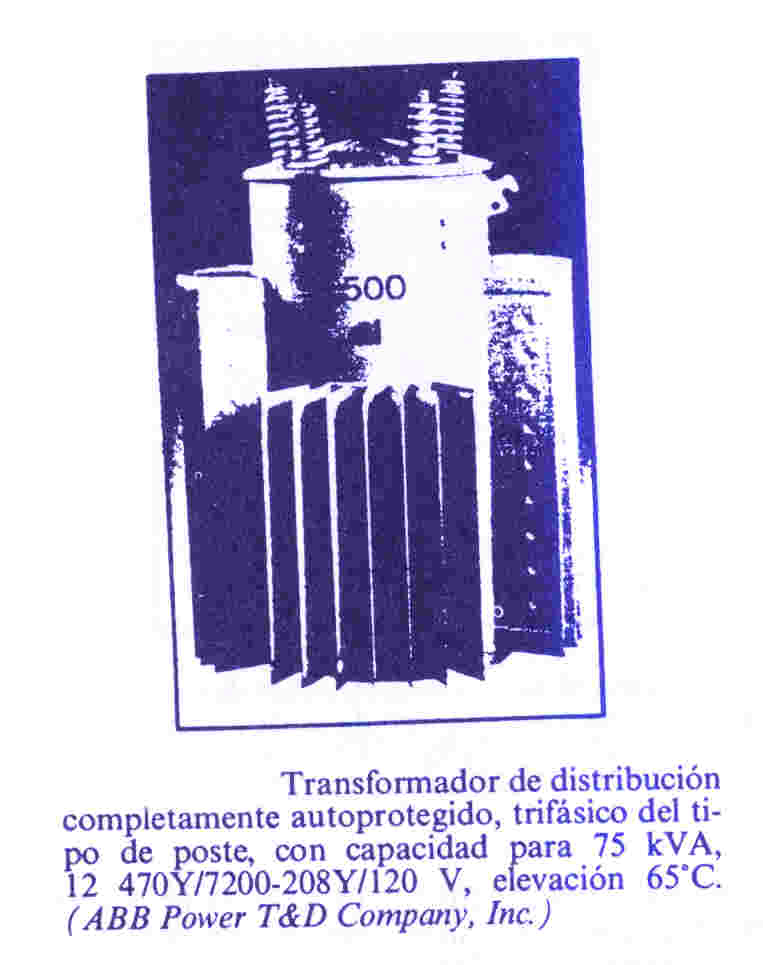 500
Transformador de distribución
completamente autoprotegido, trifásico del ti-
po de poste, con capacidad para 75 kVA,
12 470Y/7200-208Y/120 V, elevación 65°C.
(ABB Power T&D Company, Inc.)